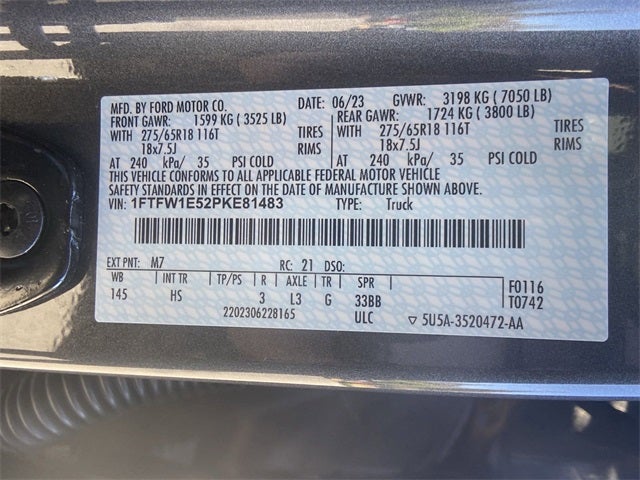 MFD. BY FORD MOTOR CO. DATE: 06/23 GVWR: 3198 KG ( 7050 LB)
FRONT GAWR: 1599 KG ( 3525 LB) REAR GAWR: 1724 KG ( 3800 LB)
WITH 275/65R18 116T TIRES WITH 275/65R18 116T TIRES
18x7.5J RIMS 18x7.5J RIMS
AT 240 kPa/ 35 PSI COLD AT 240 kPa/ 35 PSI COLD
THIS VEHICLE CONFORMS TO ALL APPLICABLE FEDERAL MOTOR VEHICLE
SAFETY STANDARDS IN EFFECT ON THE DATE OF MANUFACTURE SHOWN ABOVE.
VIN: 1FTFW1E52PKE81483 TYPE: Truck
EXT PNT: M7 RC: 21 DSO:
WB INT TR TP/PS R AXLE TR SPR F0116
145 HS 3 L3 G 33BB T0742
2202306228165 ULC ▽ 5U5A-3520472-AA